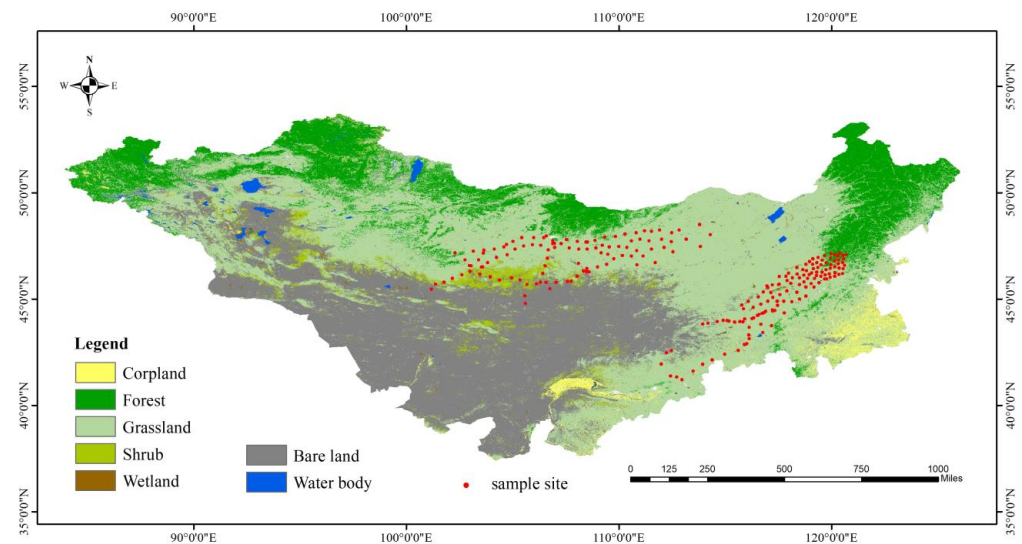 90°0'0"E 100°0'0"E 110°0'0"E 120°0'0"E
N
W E
S
55°0'0"N 55°0'0"N
50°0'0"N 50°0'0"N
45°0'0"N 45°0'0"N
40°0'0"N 40°0'0"N
35°0'0"N 35°0'0"N
Legend
Corpland
Forest
Grassland
Shrub
Wetland
Bare land
Water body
sample site
0 125 250 500 750 1000
Miles
90°0'0"E 100°0'0"E 110°0'0"E 120°0'0"E